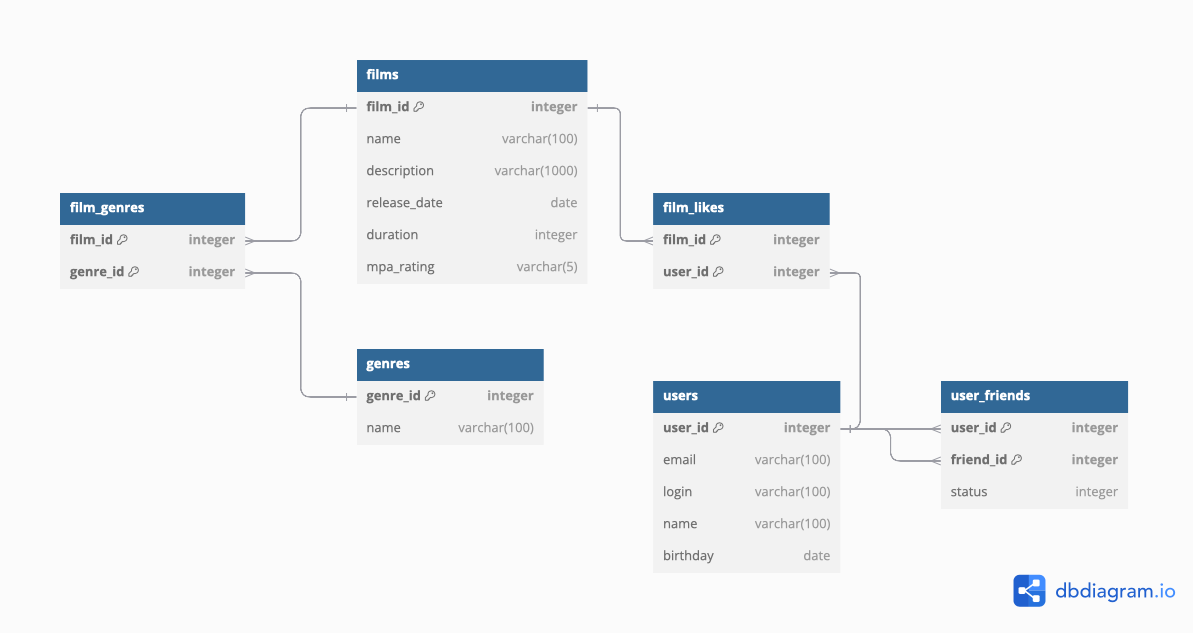 films
film_id integer
name varchar(100)
description varchar(1000)
release_date date
duration integer
mpa_rating varchar(5)
film_genres
film_id integer
genre_id integer
film_likes
film_id integer
user_id integer
genres
genre_id integer
name varchar(100)
users
user_id integer
email varchar(100)
login varchar(100)
name varchar(100)
birthday date
user_friends
user_id integer
friend_id integer
status integer
dbdiagram.io